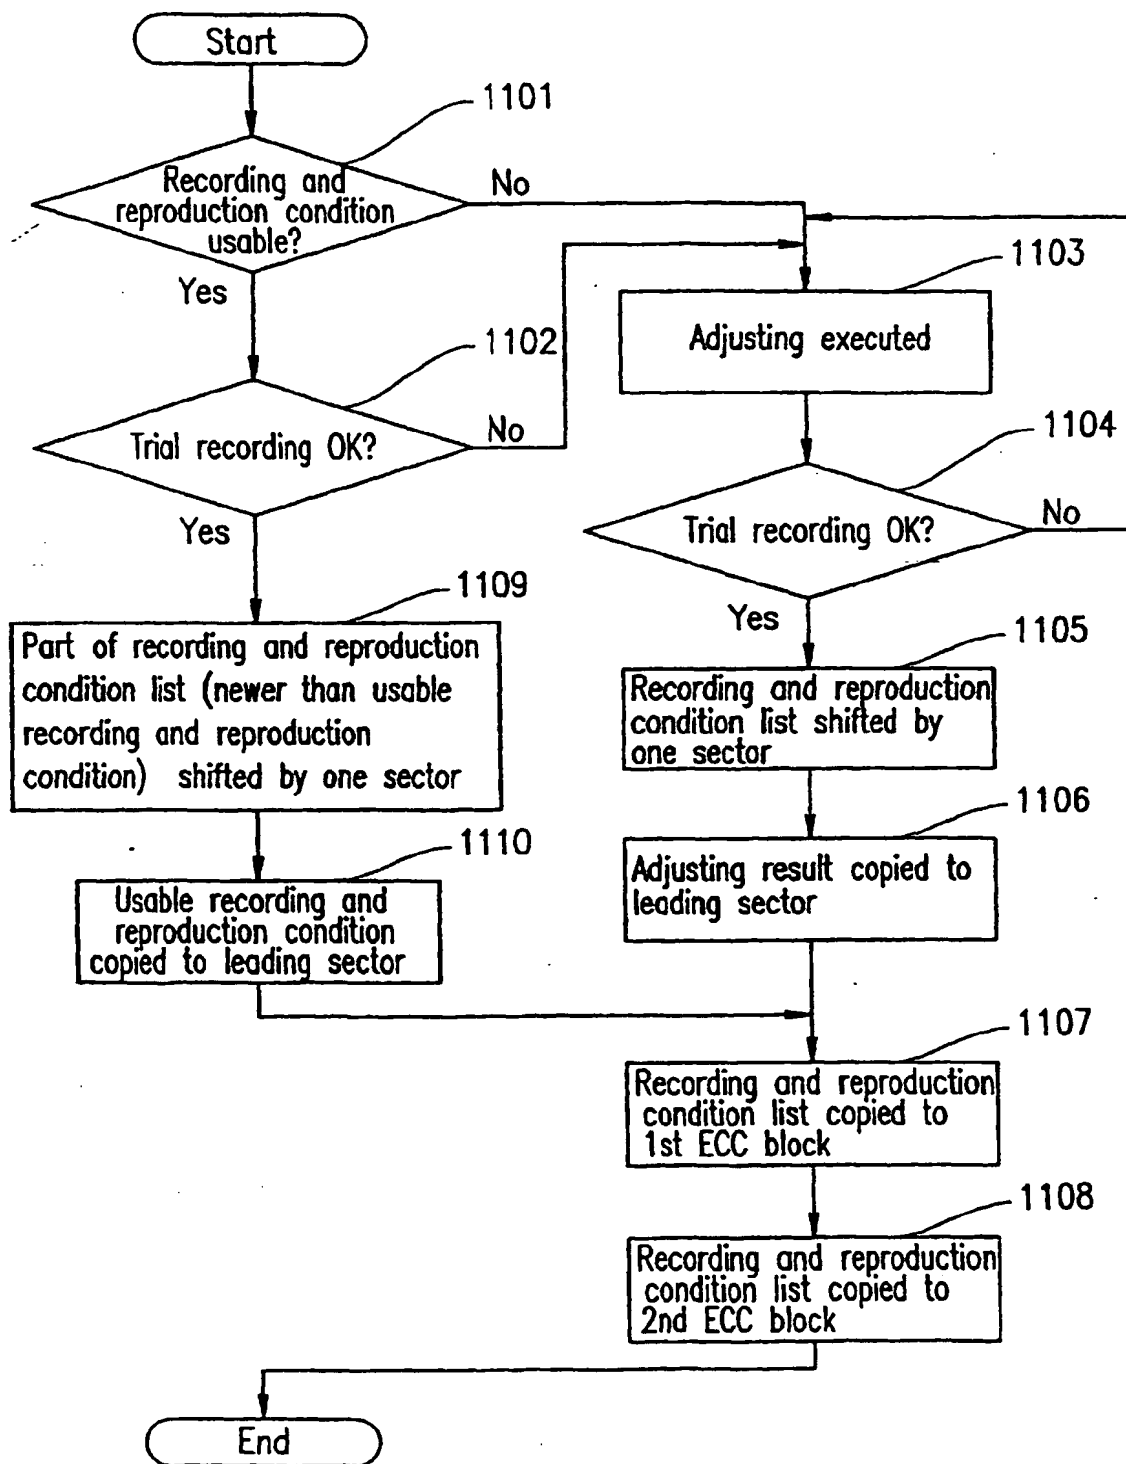 Start
1101
Recording and
reproduction condition
usable?
No
Yes
1103
Adjusting executed
1102
Trial recording OK?
No
Yes
1104
Trial recording OK?
No
Yes
1109
Part of recording and reproduction
condition list (newer than usable
recording and reproduction
condition) shifted by one sector
1105
Recording and reproduction
condition list shifted by
one sector
1110
Usable recording and
reproduction condition
copied to leading sector
1106
Adjusting result copied to
leading sector
1107
Recording and reproduction
condition list copied to
1st ECC block
1108
Recording and reproduction
condition list copied to
2nd ECC block
End